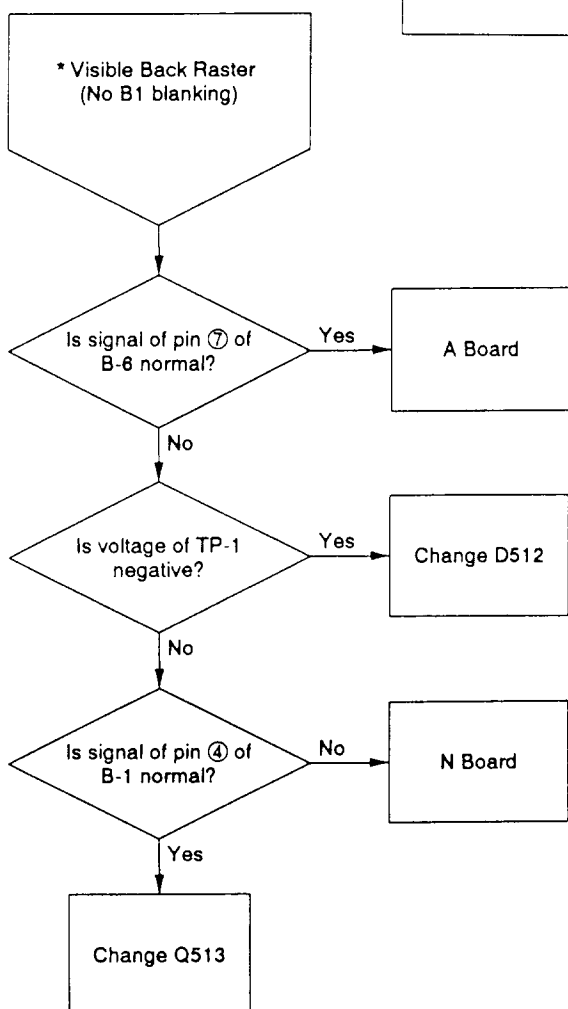 * Visible Back Raster
(No B1 blanking)
Is signal of pin ⑦ of
B-6 normal?
Yes
A Board
No
Is voltage of TP-1
negative?
Yes
Change D512
No
Is signal of pin ④ of
B-1 normal?
No
N Board
Yes
Change Q513